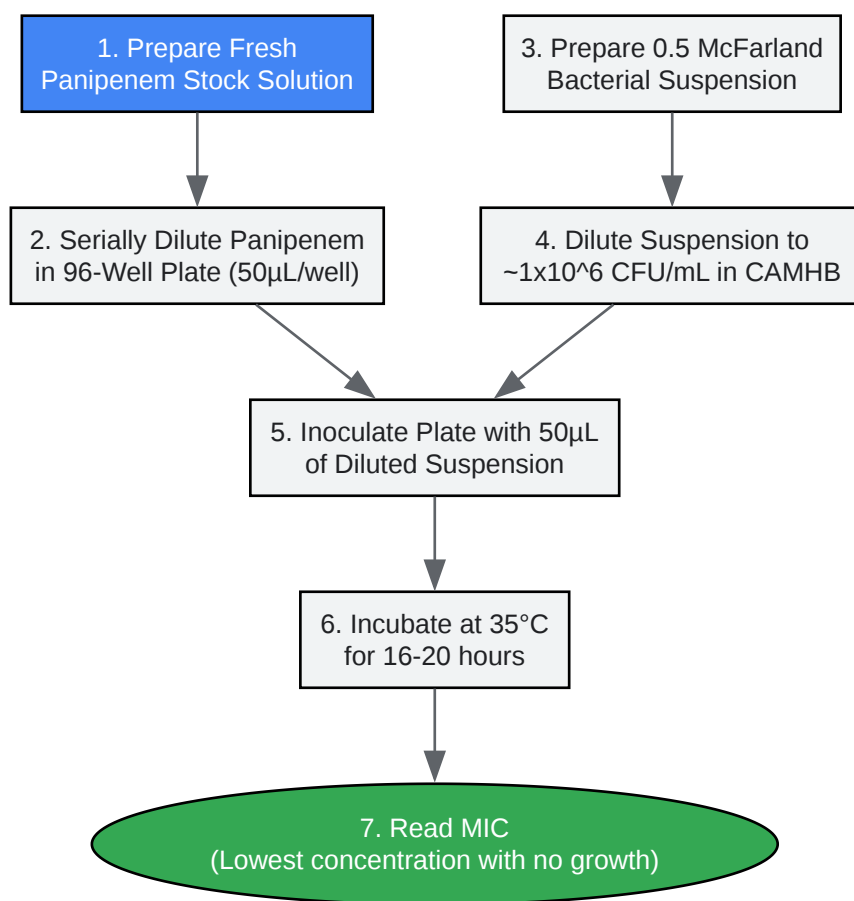 1. Prepare Fresh
Panipenem Stock Solution
3. Prepare 0.5 McFarland
Bacterial Suspension
2. Serially Dilute Panipenem
in 96-Well Plate (50µL/well)
4. Dilute Suspension to
~1x10^6 CFU/mL in CAMHB
5. Inoculate Plate with 50µL
of Diluted Suspension
6. Incubate at 35°C
for 16-20 hours
7. Read MIC
(Lowest concentration with no growth)